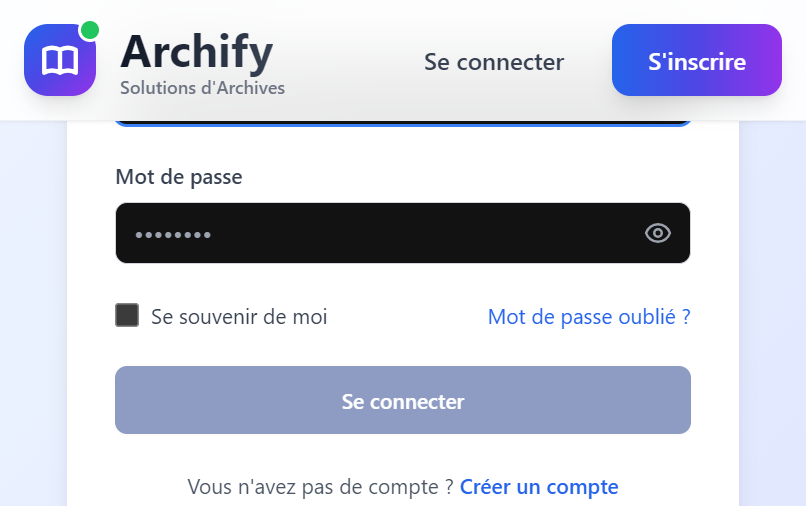 Archify
Solutions d'Archives
Se connecter
S'inscrire
Mot de passe
••••••••
Se souvenir de moi
Mot de passe oublié ?
Se connecter
Vous n'avez pas de compte ? Créer un compte